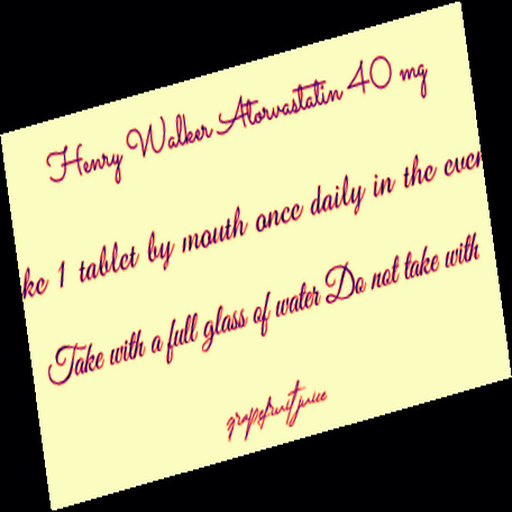 Henry Walker Atorvastatin 40 mg
ke 1 tablet by mouth once daily in the even
Take with a full glass of water Do not take with
grapefruit juice